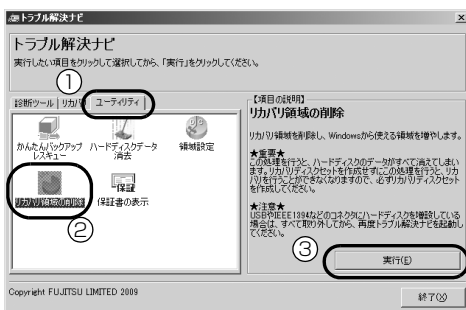 トラブル解決ナビ
トラブル解決ナビ
実行したい項目をクリックして選択してから、「実行」をクリックしてください。
①
診断ツール
リカバリ
ユーティリティ
かんたんバックアップ
レスキュー
ハードディスクデータ
消去
領域設定
リカバリ領域の削除
保証
保証書の表示
②
【項目の説明】
リカバリ領域の削除
リカバリ領域を削除し、Windowsから使える領域を増やします。
★重要★
この処理を行うと、ハードディスクのデータがすべて消えてしまい
ます。リカバリディスクセットを作成せずにこの処理を行うと、リカ
バリを行うことができなくなりますので、必ずリカバリディスクセット
を作成してください。
★注意★
USBやIEEE1394などのコネクタにハードディスクを増設している
場合は、すべて取り外してから、再度トラブル解決ナビを起動し
てください。
③
実行(E)
Copyright FUJITSU LIMITED 2009
終了(X)